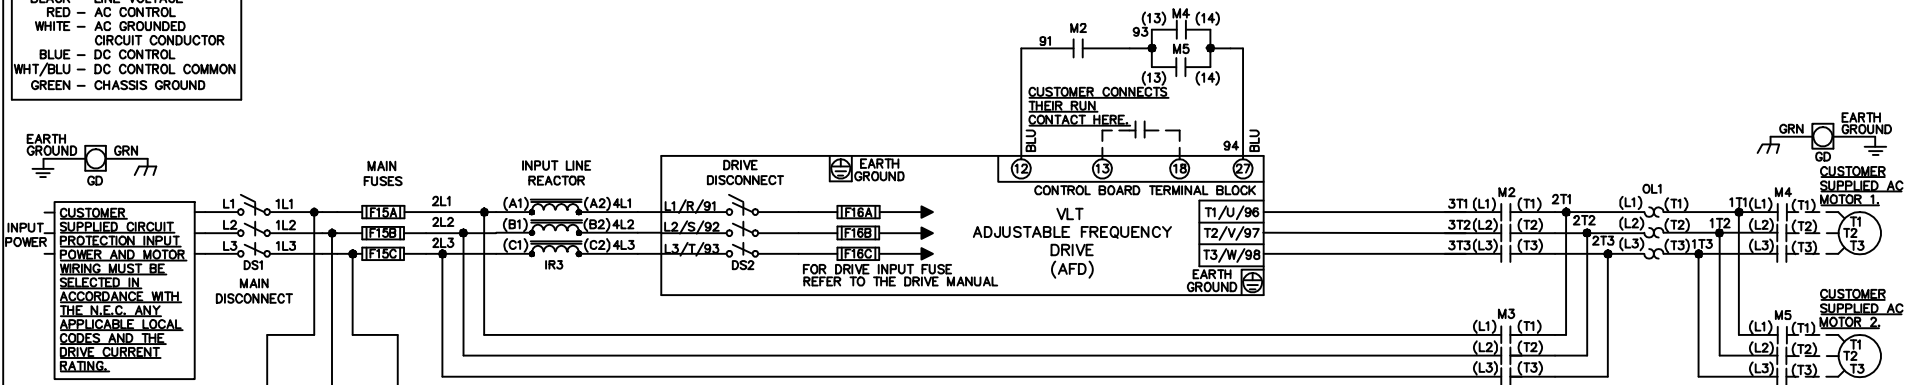 BLACK – LINE VOLTAGE
RED – AC CONTROL
WHITE – AC GROUNDED
CIRCUIT CONDUCTOR
BLUE – DC CONTROL
WHT/BLU – DC CONTROL COMMON
GREEN – CHASSIS GROUND
EARTH
GROUND
GRN
GD
INPUT
POWER
CUSTOMER
SUPPLIED CIRCUIT
PROTECTION INPUT
POWER AND MOTOR
WIRING MUST BE
SELECTED IN
ACCORDANCE WITH
THE N.E.C. ANY
APPLICABLE LOCAL
CODES AND THE
DRIVE CURRENT
RATING.
L1 1L1
L2 1L2
L3 1L3
DS1
MAIN
DISCONNECT
MAIN
FUSES
F15A
F15B
F15C
2L1
2L2
2L3
INPUT LINE
REACTOR
(A1) (A2) 4L1
(B1) (B2) 4L2
(C1) (C2) 4L3
IR3
L1/R/91
L2/S/92
L3/T/93
DRIVE
DISCONNECT
DS2
EARTH
GROUND
F16A
F16B
F16C
FOR DRIVE INPUT FUSE
REFER TO THE DRIVE MANUAL
91
M2
93
(13) M4 (14)
M5
(13) (14)
CUSTOMER CONNECTS
THEIR RUN
CONTACT HERE.
BLU
94
BLU
12 13 18 27
CONTROL BOARD TERMINAL BLOCK
VLT
ADJUSTABLE FREQUENCY
DRIVE
(AFD)
T1/U/96
T2/V/97
T3/W/98
EARTH
GROUND
M2
3T1 (L1) (T1) 2T1
3T2 (L2) (T2) 2T2
3T3 (L3) (T3) 2T3
M3
(L1) (T1)
(L2) (T2)
(L3) (T3)
OL1
(L1) (T1) 1T1
(L2) (T2) 1T2
(L3) (T3) 1T3
GRN
GD
EARTH
GROUND
CUSTOMER
SUPPLIED AC
MOTOR 1.
M4
(L1) (T1)
(L2) (T2)
(L3) (T3)
T1
T2
T3
CUSTOMER
SUPPLIED AC
MOTOR 2.
M5
(L1) (T1)
(L2) (T2)
(L3) (T3)
T1
T2
T3